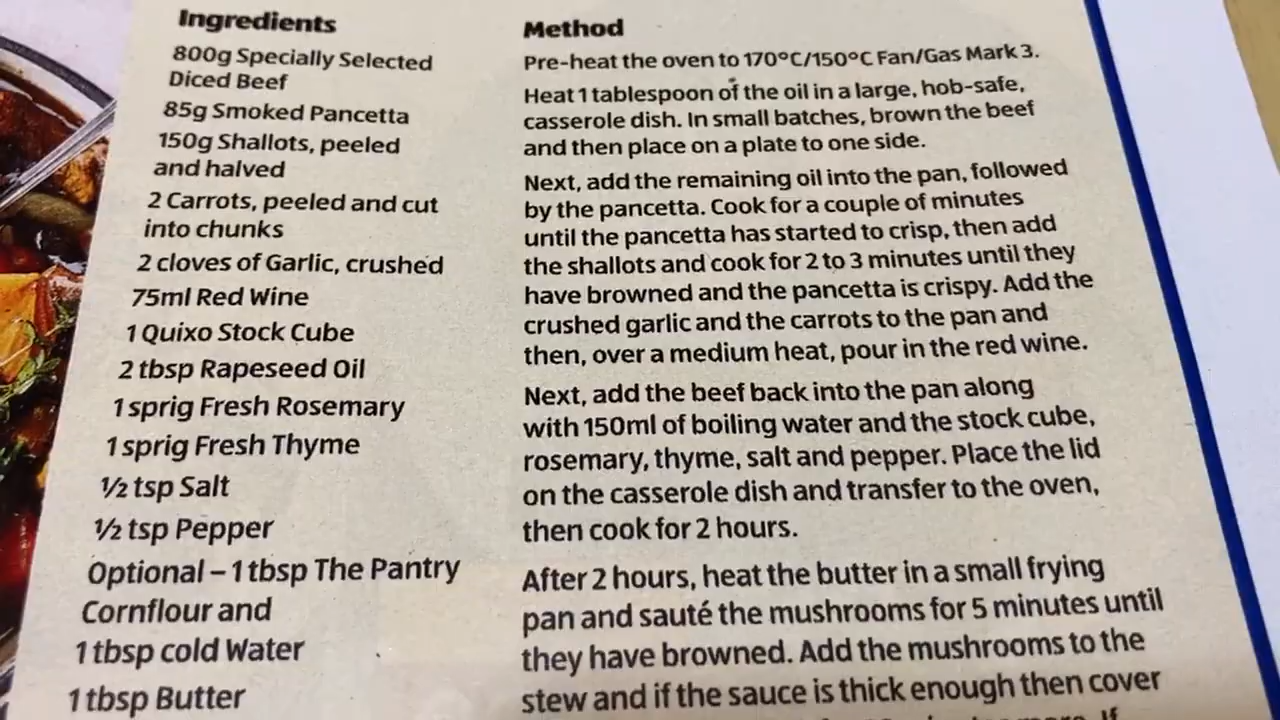 Ingredients
800g Specially Selected
Diced Beef
85g Smoked Pancetta
150g Shallots, peeled
and halved
2 Carrots, peeled and cut
into chunks
2 cloves of Garlic, crushed
75ml Red Wine
1 Quixo Stock Cube
2 tbsp Rapeseed Oil
1 sprig Fresh Rosemary
1 sprig Fresh Thyme
½ tsp Salt
½ tsp Pepper
Optional – 1 tbsp The Pantry
Cornflour and
1 tbsp cold Water
1 tbsp Butter
Method
Pre-heat the oven to 170°C/150°C Fan/Gas Mark 3.
Heat 1 tablespoon of the oil in a large, hob-safe,
casserole dish. In small batches, brown the beef
and then place on a plate to one side.
Next, add the remaining oil into the pan, followed
by the pancetta. Cook for a couple of minutes
until the pancetta has started to crisp, then add
the shallots and cook for 2 to 3 minutes until they
have browned and the pancetta is crispy. Add the
crushed garlic and the carrots to the pan and
then, over a medium heat, pour in the red wine.
Next, add the beef back into the pan along
with 150ml of boiling water and the stock cube,
rosemary, thyme, salt and pepper. Place the lid
on the casserole dish and transfer to the oven,
then cook for 2 hours.
After 2 hours, heat the butter in a small frying
pan and sauté the mushrooms for 5 minutes until
they have browned. Add the mushrooms to the
stew and if the sauce is thick enough then cover
If